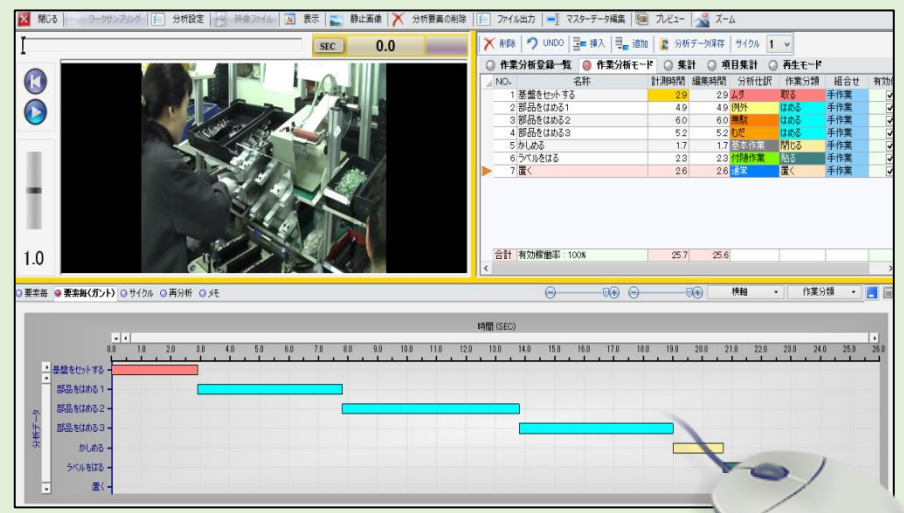 閉じる ワークサンプリング 分析設定 映像ファイル 表示 静止画像 分析要素の削除 ファイル出力 マスターデータ編集 プレビュー ズーム
SEC 0.0
1.0
削除 UNDO 挿入 追加 分析データ保存 サイクル 1
作業分析登録一覧 作業分析モード 集計 項目集計 再生モード
NO. 名称 計測時間 編集時間 分析仕訳 作業分類 組合せ 有効
1 基盤をセットする 2.9 2.9 ムダ 取る 手作業
2 部品をはめる1 4.9 4.9 例外 はめる 手作業
3 部品をはめる2 6.0 6.0 無駄 はめる 手作業
4 部品をはめる3 5.2 5.2 むだ はめる 手作業
5 かしめる 1.7 1.7 基本作業 閉じる 手作業
6 ラベルをはる 2.3 2.3 付随作業 貼る 手作業
7 置く 2.6 2.6 通常 置く 手作業
合計 有効稼働率：100% 25.7 25.6
要素毎 要素毎(ガント) サイクル 再分析 メモ 横軸 作業分類
時間 (SEC)
0.0 1.0 2.0 3.0 4.0 5.0 6.0 7.0 8.0 9.0 10.0 11.0 12.0 13.0 14.0 15.0 16.0 17.0 18.0 19.0 20.0 21.0 22.0 23.0 24.0 25.0 26.0
分析データ
基盤をセットする
部品をはめる1
部品をはめる2
部品をはめる3
かしめる
ラベルをはる
置く